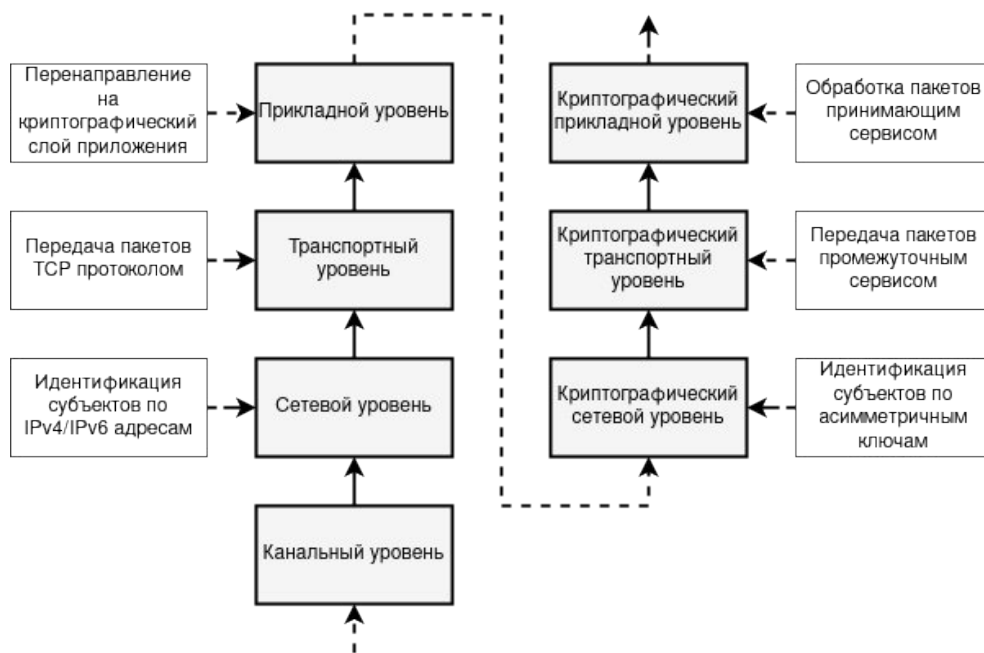 Перенаправление
на
криптографический
слой приложения
Прикладной уровень
Криптографический
прикладной уровень
Обработка пакетов
принимающим
сервисом
Передача пакетов
TCP протоколом
Транспортный
уровень
Криптографический
транспортный
уровень
Передача пакетов
промежуточным
сервисом
Идентификация
субъектов по
IPv4/IPv6 адресам
Сетевой уровень
Криптографический
сетевой уровень
Идентификация
субъектов по
асимметричным
ключам
Канальный уровень